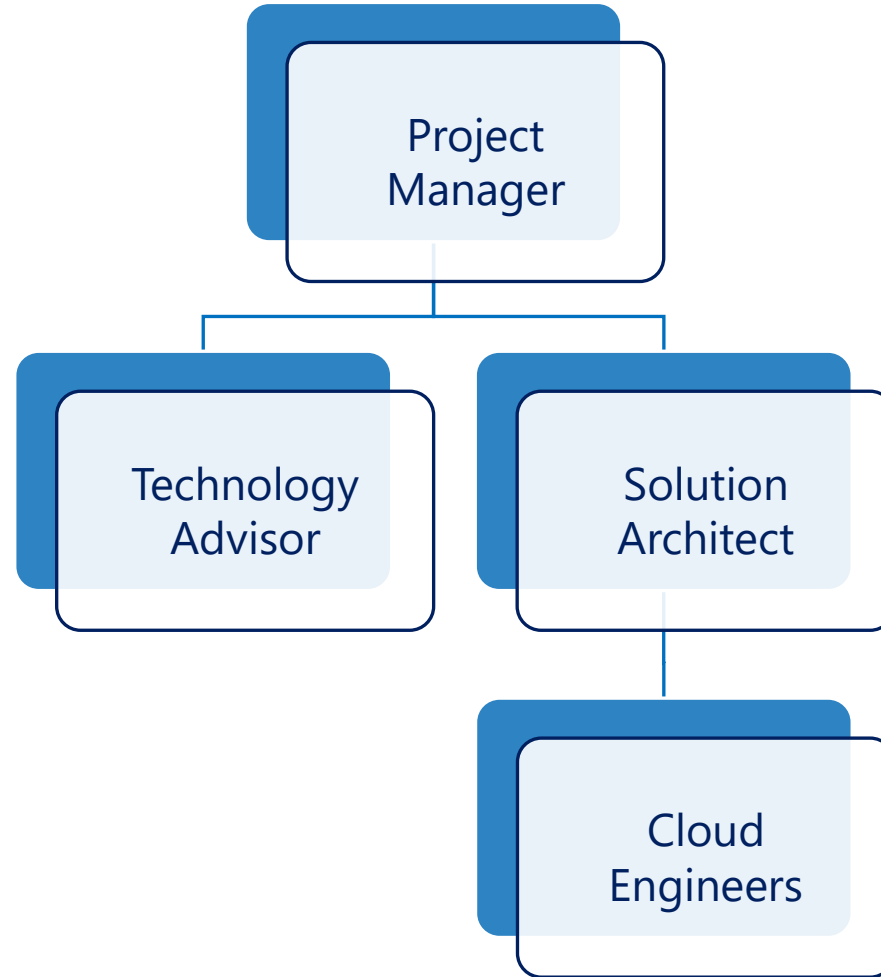 Project
Manager
Technology
Advisor
Solution
Architect
Cloud
Engineers